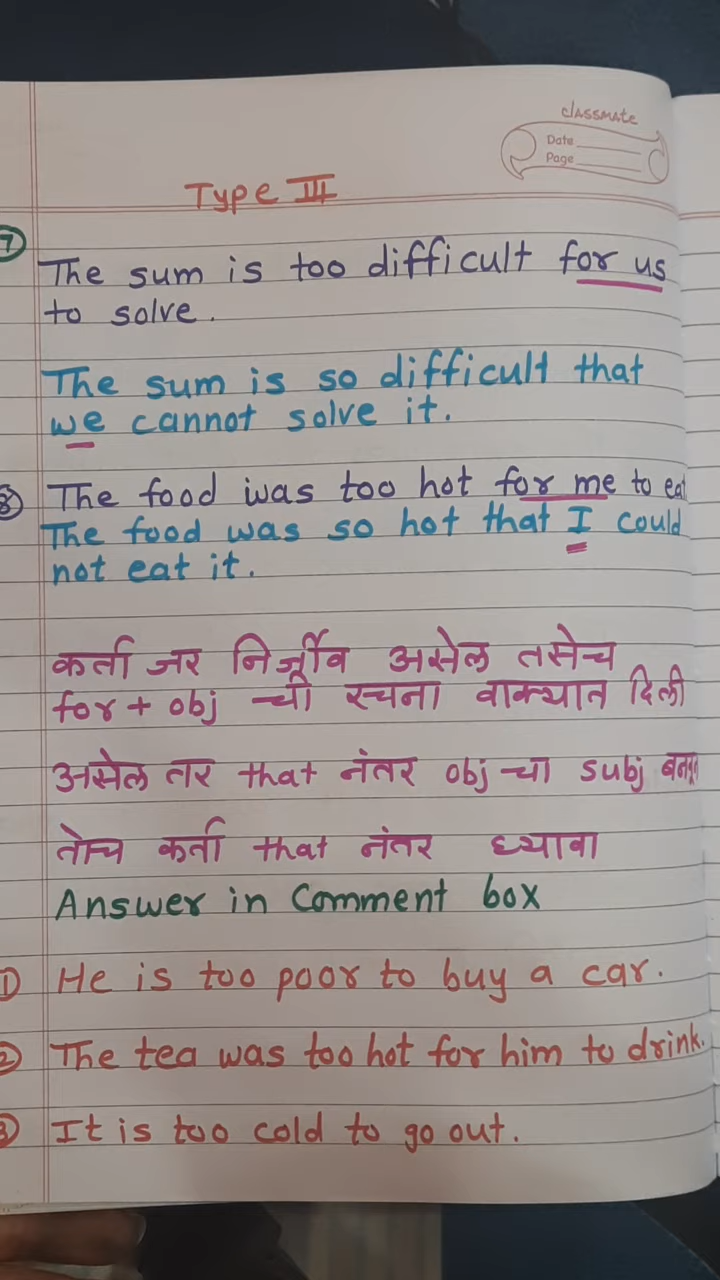 classmate
Date
Page
Type III
7
The sum is too difficult for us
to solve.
The sum is so difficult that
we cannot solve it.
8 The food was too hot for me to eat
The food was so hot that I could
not eat it.
कर्ता जर निर्जीव असेल तसेच
for + obj ची रचना वाक्यात दिली
असेल तर that नंतर obj चा subj बनवून
तोच कर्ता that नंतर घ्यावा
Answer in Comment box
1 He is too poor to buy a car.
2 The tea was too hot for him to drink.
3 It is too cold to go out.